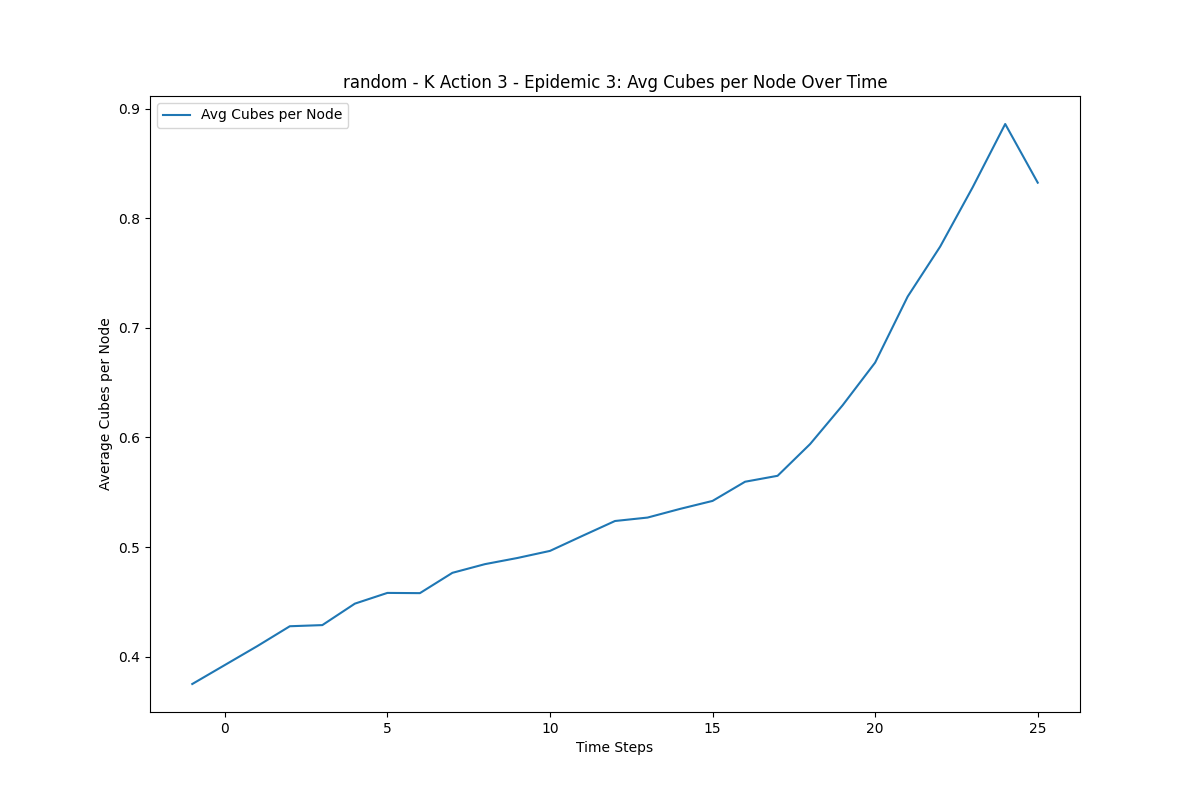 random - K Action 3 - Epidemic 3: Avg Cubes per Node Over Time
Avg Cubes per Node
0.9
0.8
0.7
0.6
0.5
0.4
Average Cubes per Node
0 5 10 15 20 25
Time Steps